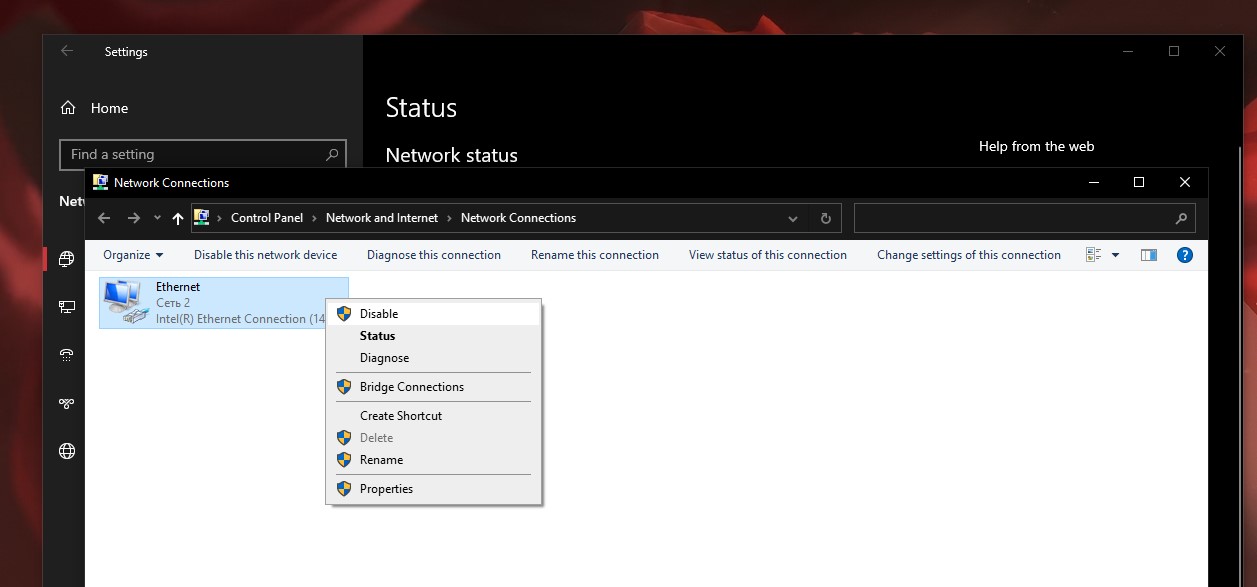 Settings
Home
Find a setting
Status
Network status
Help from the web
Network Connections
Control Panel > Network and Internet > Network Connections
Organize Disable this network device Diagnose this connection Rename this connection View status of this connection Change settings of this connection
Ethernet
Сеть 2
Intel(R) Ethernet Connection (14
Disable
Status
Diagnose
Bridge Connections
Create Shortcut
Delete
Rename
Properties